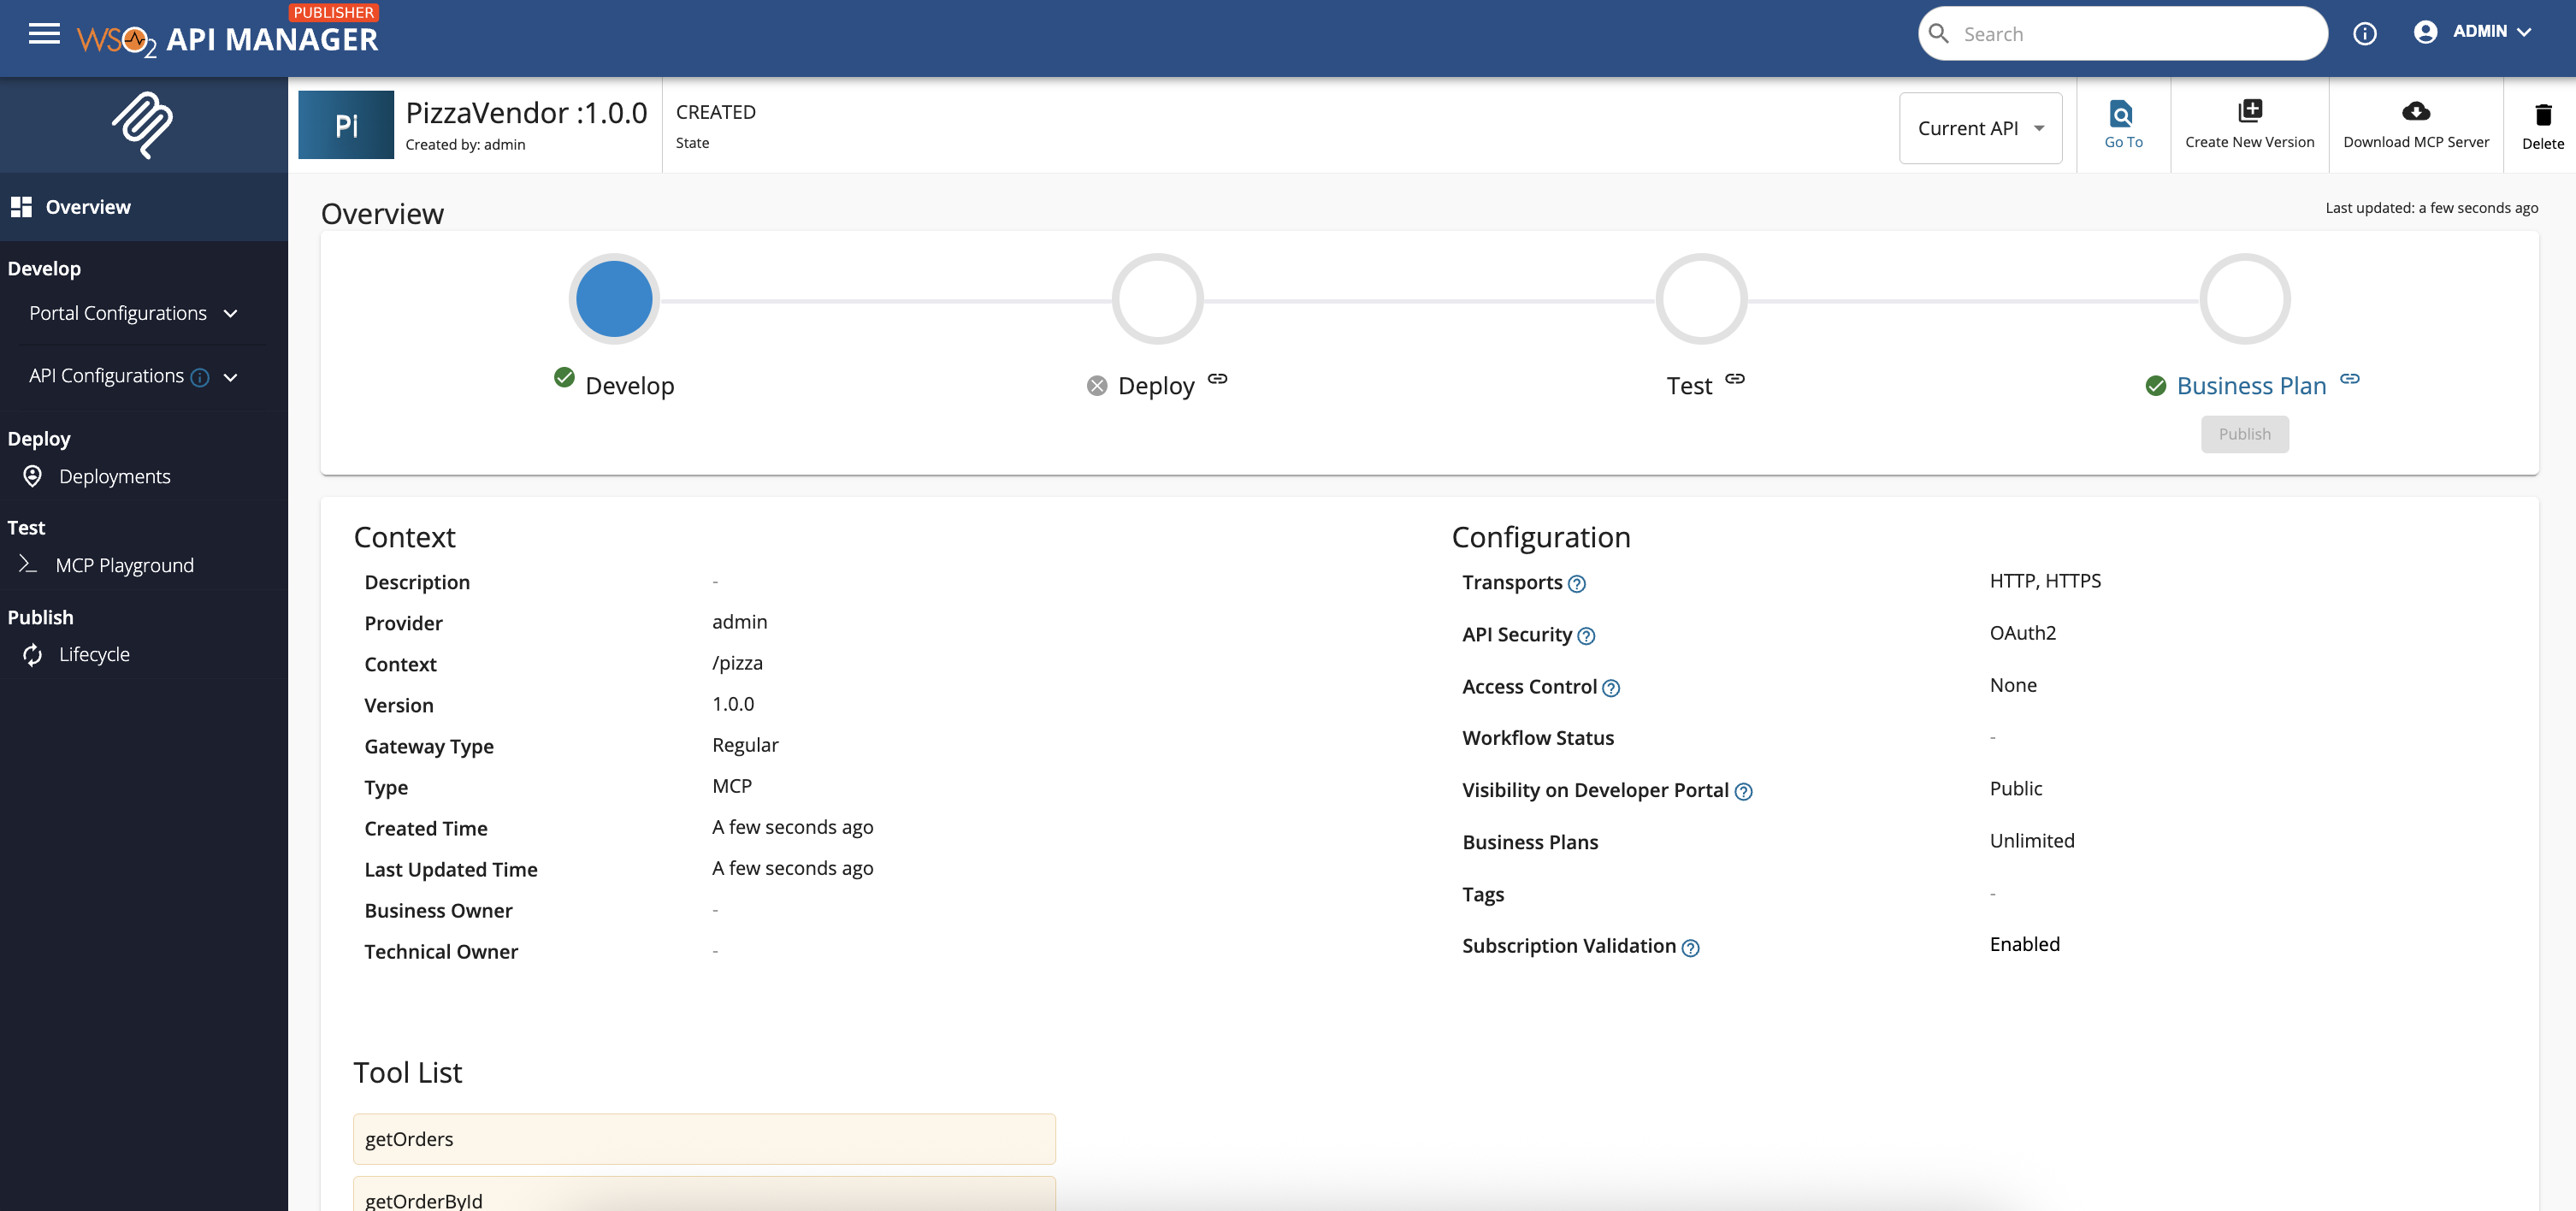 PUBLISHER
WSO2 API MANAGER
Search
ADMIN
Pi
PizzaVendor :1.0.0
Created by: admin
CREATED
State
Current API
Go To
Create New Version
Download MCP Server
Delete
Overview
Develop
Portal Configurations
API Configurations
Deploy
Deployments
Test
MCP Playground
Publish
Lifecycle
Overview
Last updated: a few seconds ago
Develop
Deploy
Test
Business Plan
Publish
Context
Description -
Provider admin
Context /pizza
Version 1.0.0
Gateway Type Regular
Type MCP
Created Time A few seconds ago
Last Updated Time A few seconds ago
Business Owner -
Technical Owner -
Configuration
Transports HTTP, HTTPS
API Security OAuth2
Access Control None
Workflow Status -
Visibility on Developer Portal Public
Business Plans Unlimited
Tags -
Subscription Validation Enabled
Tool List
getOrders
getOrderById